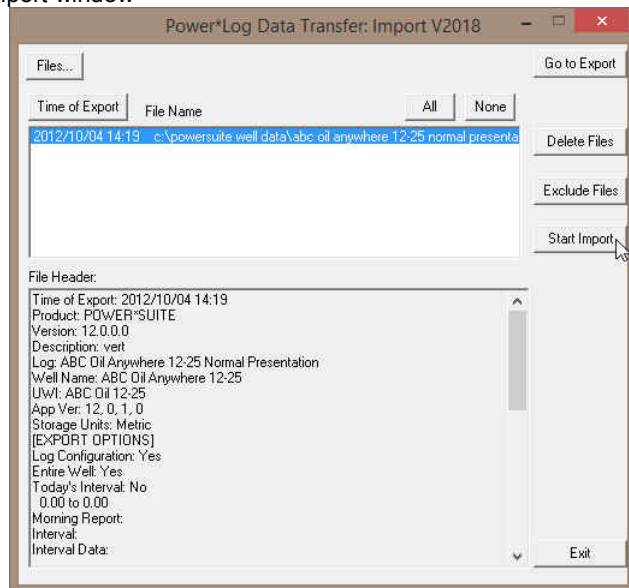 port window
Power*Log Data Transfer: Import V2018
Files...
Go to Export
Time of Export File Name All None
2012/10/04 14:19 c:\powersuite well data\abc oil anywhere 12-25 normal presenta
Delete Files
Exclude Files
Start Import
File Header:
Time of Export: 2012/10/04 14:19
Product: POWER*SUITE
Version: 12.0.0.0
Description: vert
Log: ABC Oil Anywhere 12-25 Normal Presentation
Well Name: ABC Oil Anywhere 12-25
UWI: ABC Oil 12-25
App Ver: 12, 0, 1, 0
Storage Units: Metric
[EXPORT OPTIONS]
Log Configuration: Yes
Entire Well: Yes
Today's Interval: No
0.00 to 0.00
Morning Report:
Interval:
Interval Data:
Exit